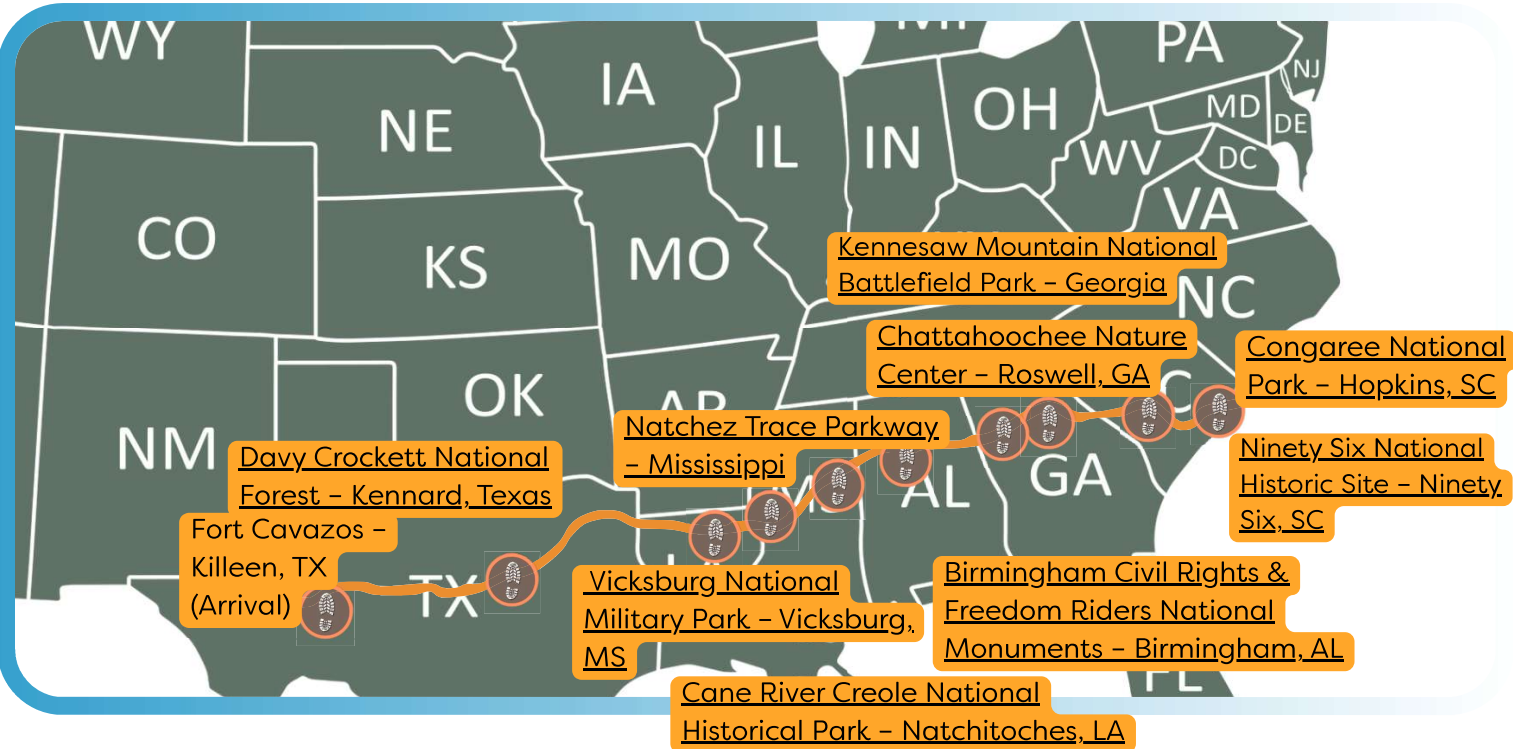 WY
MI
PA
NJ
IA
NE
OH
MD
DE
IL
IN
WV
DC
VA
CO
KS
MO
Kennesaw Mountain National
Battlefield Park – Georgia
NC
Chattahoochee Nature
Center – Roswell, GA
Congaree National
Park – Hopkins, SC
OK
AR
Natchez Trace Parkway
– Mississippi
NM
Davy Crockett National
Forest – Kennard, Texas
AL
GA
Ninety Six National
Historic Site – Ninety
Six, SC
Fort Cavazos –
Killeen, TX
(Arrival)
TX
Vicksburg National
Military Park – Vicksburg,
MS
Birmingham Civil Rights &
Freedom Riders National
Monuments – Birmingham, AL
FL
Cane River Creole National
Historical Park – Natchitoches, LA